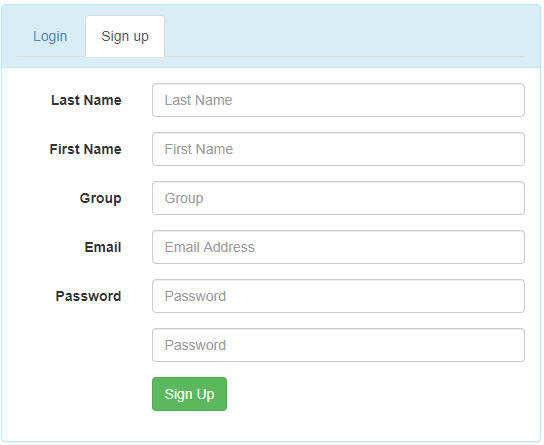 Login Sign up
Last Name Last Name
First Name First Name
Group Group
Email Email Address
Password Password
Password
Sign Up